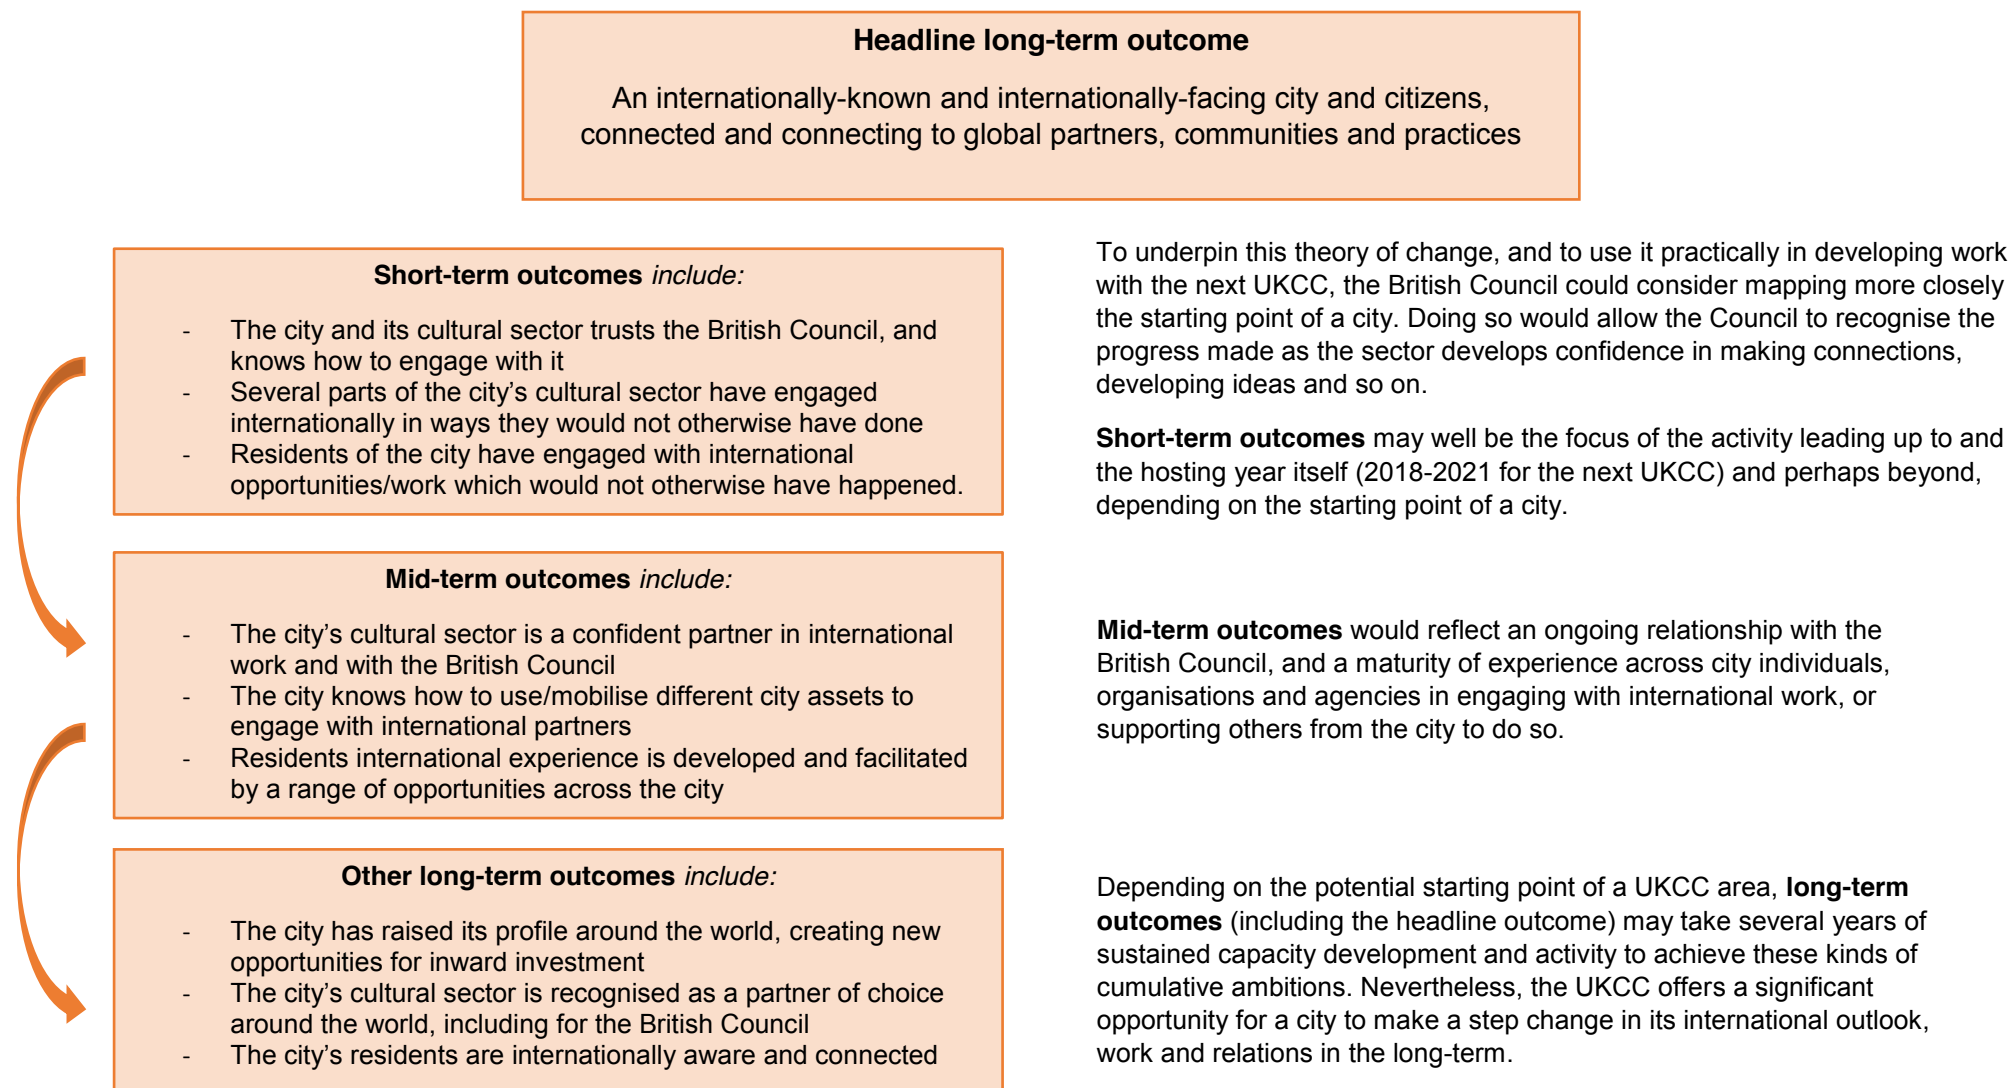 Headline long-term outcome
An internationally-known and internationally-facing city and citizens,
connected and connecting to global partners, communities and practices
Short-term outcomes include:
- The city and its cultural sector trusts the British Council, and
knows how to engage with it
- Several parts of the city’s cultural sector have engaged
internationally in ways they would not otherwise have done
- Residents of the city have engaged with international
opportunities/work which would not otherwise have happened.
To underpin this theory of change, and to use it practically in developing work
with the next UKCC, the British Council could consider mapping more closely
the starting point of a city. Doing so would allow the Council to recognise the
progress made as the sector develops confidence in making connections,
developing ideas and so on.
Short-term outcomes may well be the focus of the activity leading up to and
the hosting year itself (2018-2021 for the next UKCC) and perhaps beyond,
depending on the starting point of a city.
Mid-term outcomes include:
- The city’s cultural sector is a confident partner in international
work and with the British Council
- The city knows how to use/mobilise different city assets to
engage with international partners
- Residents international experience is developed and facilitated
by a range of opportunities across the city
Mid-term outcomes would reflect an ongoing relationship with the
British Council, and a maturity of experience across city individuals,
organisations and agencies in engaging with international work, or
supporting others from the city to do so.
Other long-term outcomes include:
- The city has raised its profile around the world, creating new
opportunities for inward investment
- The city’s cultural sector is recognised as a partner of choice
around the world, including for the British Council
- The city’s residents are internationally aware and connected
Depending on the potential starting point of a UKCC area, long-term
outcomes (including the headline outcome) may take several years of
sustained capacity development and activity to achieve these kinds of
cumulative ambitions. Nevertheless, the UKCC offers a significant
opportunity for a city to make a step change in its international outlook,
work and relations in the long-term.